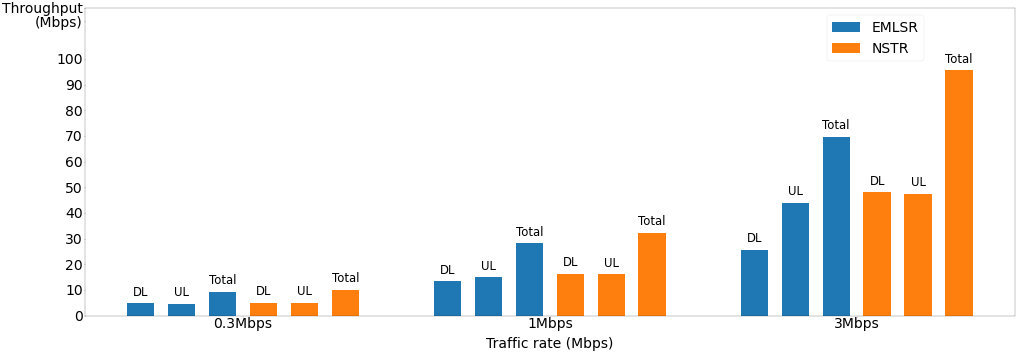 Throughput
(Mbps)
EMLSR
NSTR
100
90
80
70
60
50
40
30
20
10
0
DL
UL
Total
DL
UL
Total
DL
UL
Total
DL
UL
Total
DL
UL
Total
DL
UL
Total
0.3Mbps
1Mbps
3Mbps
Traffic rate (Mbps)